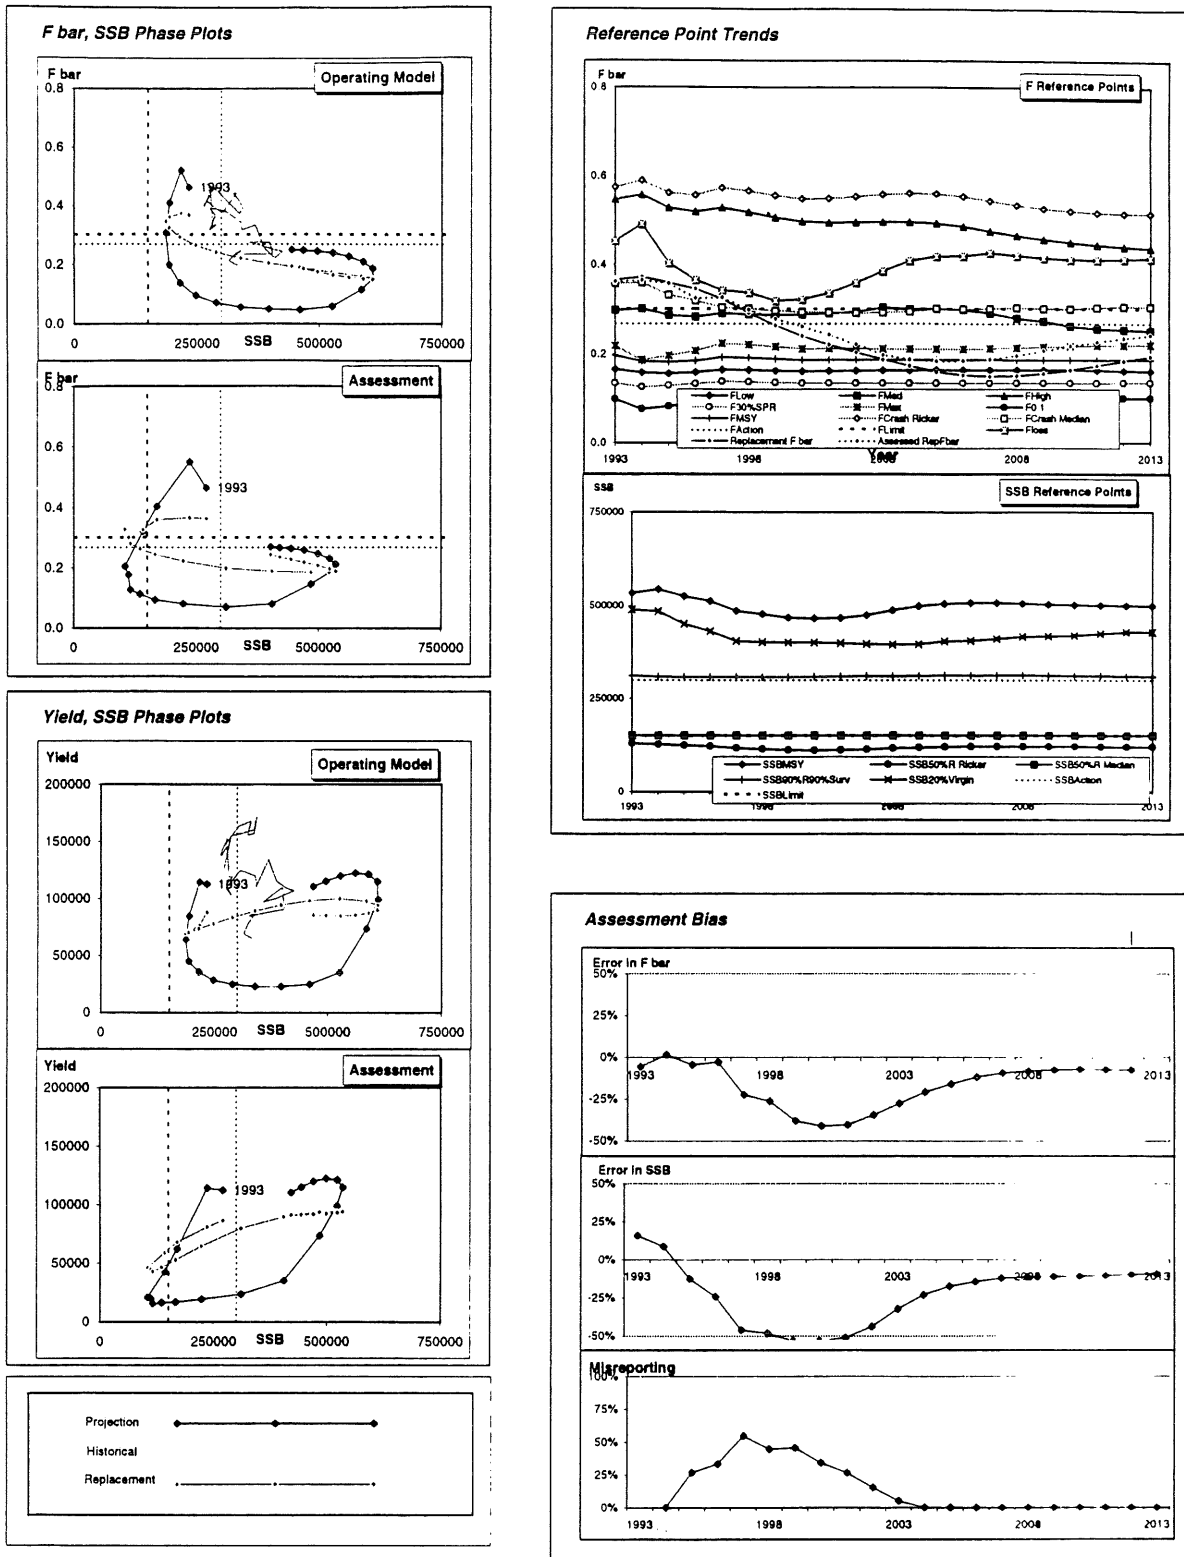 F bar, SSB Phase Plots
F bar
Operating Model
0.8
0.6
0.4
0.2
0.0
1993
0
250000
500000
750000
SSB
F bar
Assessment
0.8
0.6
0.4
0.2
0.0
1993
0
250000
500000
750000
SSB
Yield, SSB Phase Plots
Yield
Operating Model
200000
150000
100000
50000
0
1993
0
250000
500000
750000
SSB
Yield
Assessment
200000
150000
100000
50000
0
1993
0
250000
500000
750000
SSB
Projection
Historical
Replacement
Reference Point Trends
F bar
F Reference Points
0.8
0.6
0.4
0.2
0.0
FLow
FMed
FHigh
F30%SPR
FMax
F0.1
FMSY
FCrash Ricker
FCrash Median
FAction
FLimit
Floss
Replacement F bar
Assessed RepFbar
1993
1998
2003
2008
2013
Year
SSB
SSB Reference Points
750000
500000
250000
0
SSBMSY
SSB50%R Ricker
SSB50%R Median
SSB90%R90%Surv
SSB20%Virgin
SSBAction
SSBLimit
1993
1998
2003
2008
2013
Assessment Bias
Error in F bar
50%
25%
0%
-25%
-50%
1993
1998
2003
2008
2013
Error in SSB
50%
25%
0%
-25%
-50%
1993
1998
2003
2008
2013
Misreporting
100%
75%
50%
25%
0%
1993
1998
2003
2008
2013